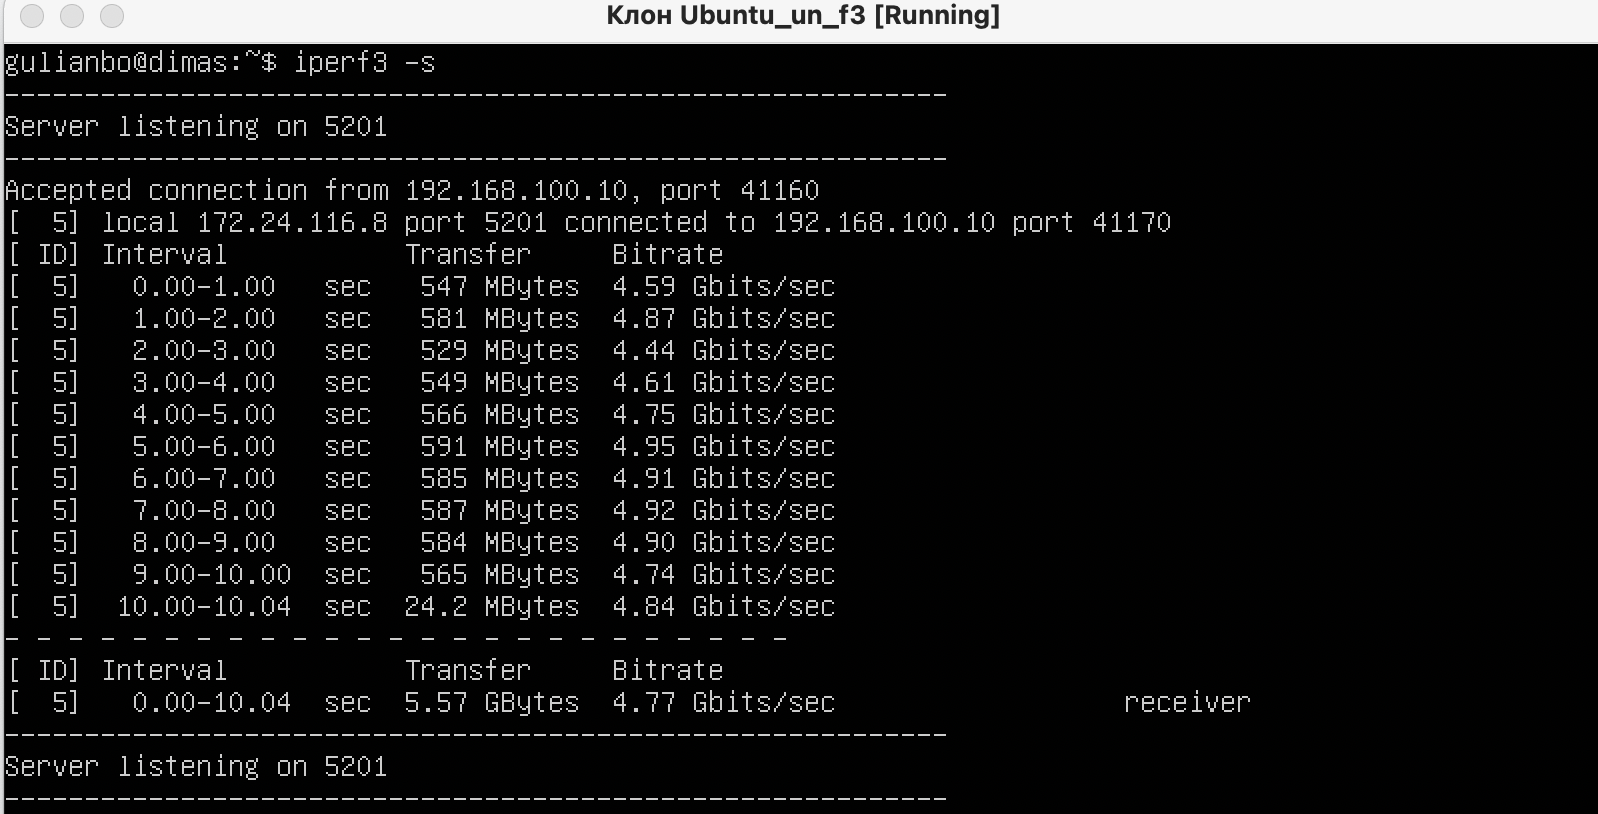 Клон Ubuntu_un_f3 [Running]
gulianbo@dimas:~$ iperf3 -s
-----------------------------------------------------------
Server listening on 5201
-----------------------------------------------------------
Accepted connection from 192.168.100.10, port 41160
[  5] local 172.24.116.8 port 5201 connected to 192.168.100.10 port 41170
[ ID] Interval           Transfer     Bitrate
[  5]   0.00-1.00   sec   547 MBytes  4.59 Gbits/sec
[  5]   1.00-2.00   sec   581 MBytes  4.87 Gbits/sec
[  5]   2.00-3.00   sec   529 MBytes  4.44 Gbits/sec
[  5]   3.00-4.00   sec   549 MBytes  4.61 Gbits/sec
[  5]   4.00-5.00   sec   566 MBytes  4.75 Gbits/sec
[  5]   5.00-6.00   sec   591 MBytes  4.95 Gbits/sec
[  5]   6.00-7.00   sec   585 MBytes  4.91 Gbits/sec
[  5]   7.00-8.00   sec   587 MBytes  4.92 Gbits/sec
[  5]   8.00-9.00   sec   584 MBytes  4.90 Gbits/sec
[  5]   9.00-10.00  sec   565 MBytes  4.74 Gbits/sec
[  5]  10.00-10.04  sec  24.2 MBytes  4.84 Gbits/sec
- - - - - - - - - - - - - - - - - - - - - - - - -
[ ID] Interval           Transfer     Bitrate
[  5]   0.00-10.04  sec  5.57 GBytes  4.77 Gbits/sec                  receiver
-----------------------------------------------------------
Server listening on 5201
-----------------------------------------------------------